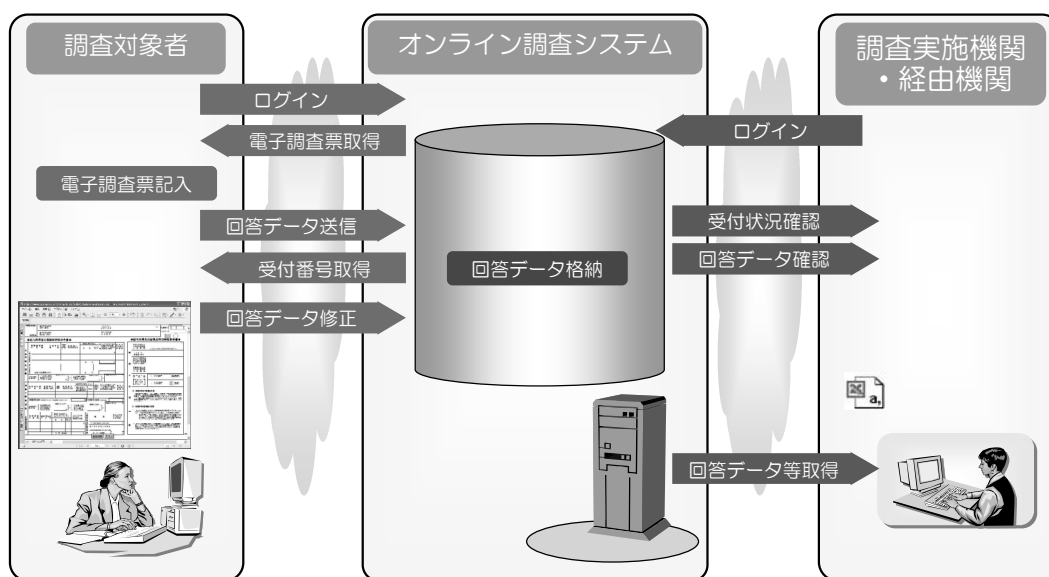 調査対象者
オンライン調査システム
調査実施機関
・経由機関
ログイン
電子調査票取得
電子調査票記入
回答データ送信
受付番号取得
回答データ修正
回答データ格納
ログイン
受付状況確認
回答データ確認
回答データ等取得
a,